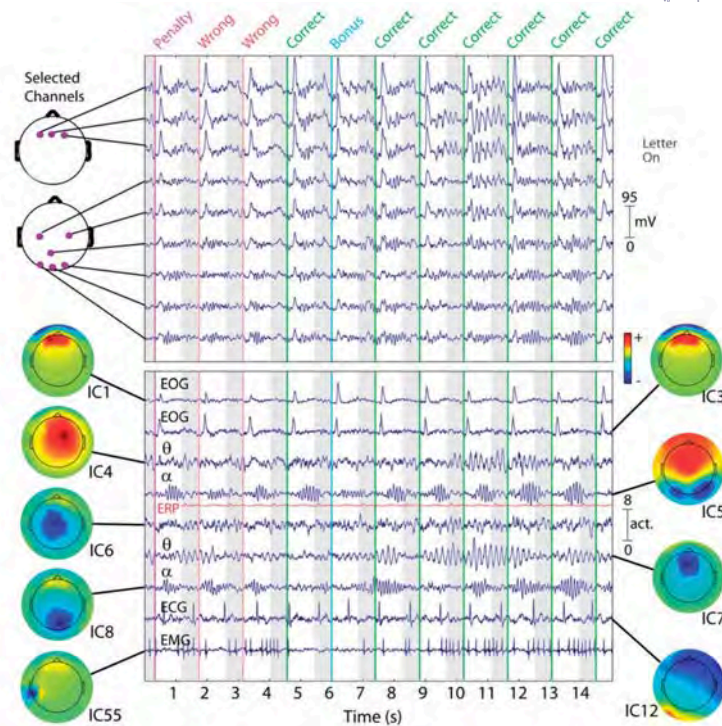 Penalty Wrong Wrong Correct Bonus Correct Correct Correct Correct Correct Correct
Selected
Channels
Letter
On
95
mV
0
+
-
EOG
IC1
IC3
EOG
θ
IC4
α
IC5
8
ERP
act.
0
IC6
θ
IC7
α
IC8
ECG
EMG
IC55
IC12
1 2 3 4 5 6 7 8 9 10 11 12 13 14
Time (s)